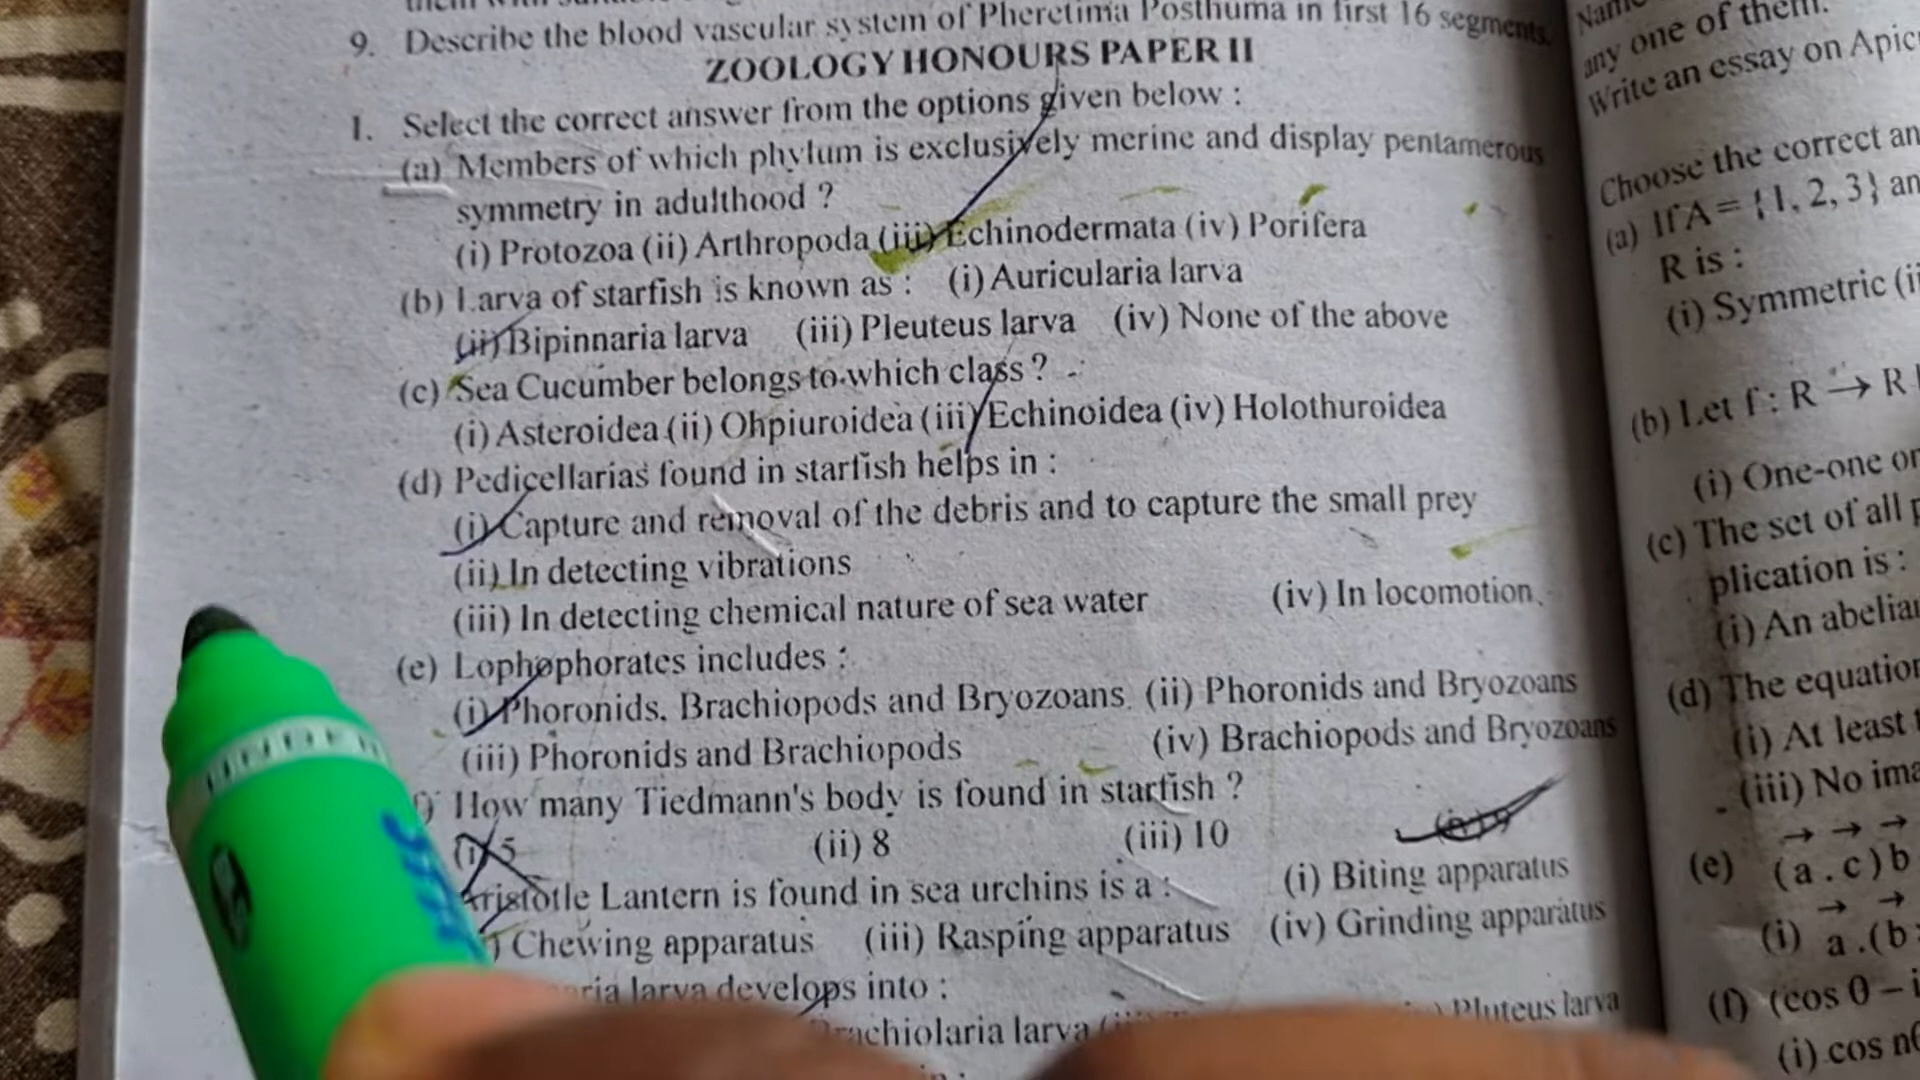 9. Describe the blood vascular system of Pheretima Posthuma in first 16 segments.
ZOOLOGY HONOURS PAPER II
1. Select the correct answer from the options given below :
(a) Members of which phylum is exclusively merine and display pentamerous
symmetry in adulthood ?
(i) Protozoa (ii) Arthropoda (iii) Echinodermata (iv) Porifera
(b) Larva of starfish is known as : (i) Auricularia larva
(ii) Bipinnaria larva (iii) Pleuteus larva (iv) None of the above
(c) Sea Cucumber belongs to which class ?
(i) Asteroidea (ii) Ohpiuroidea (iii) Echinoidea (iv) Holothuroidea
(d) Pedicellarias found in starfish helps in :
(i) Capture and removal of the debris and to capture the small prey
(ii) In detecting vibrations
(iii) In detecting chemical nature of sea water (iv) In locomotion
(e) Lophophorates includes :
(i) Phoronids, Brachiopods and Bryozoans (ii) Phoronids and Bryozoans
(iii) Phoronids and Brachiopods (iv) Brachiopods and Bryozoans
How many Tiedmann's body is found in starfish ?
(i) 5 (ii) 8 (iii) 10 (iv) 9
Aristotle Lantern is found in sea urchins is a : (i) Biting apparatus
) Chewing apparatus (iii) Rasping apparatus (iv) Grinding apparatus
larva develops into :
Brachiolaria larva Pluteus larva
any one of them.
Write an essay on
Choose the correct
(a) If A = {1, 2, 3}
R is :
(i) Symmetric
(b) Let f : R → R
(i) One-one
(c) The set of all
plication is :
(i) An
(d) The
(i) At least
(iii) No
(e) (a . c) b
(i) a . (b
(f) (cos θ –
(i) cos